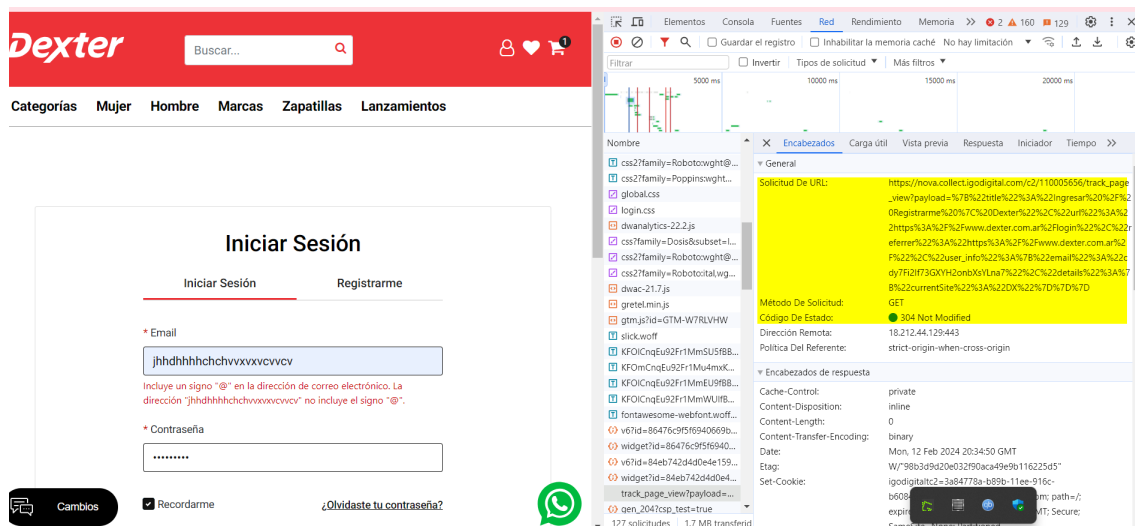 Dexter
Buscar...
1
Categorías Mujer Hombre Marcas Zapatillas Lanzamientos
Iniciar Sesión
Iniciar Sesión Registrarme
* Email
jhhdhhhhchchvvxxxvcvvcv
Incluye un signo "@" en la dirección de correo electrónico. La
dirección "jhhdhhhhchchvvxxxvcvvcv" no incluye el signo "@".
* Contraseña
•••••••••
Recordarme ¿Olvidaste tu contraseña?
Cambios
Elementos Consola Fuentes Red Rendimiento Memoria 2 160 129
Guardar el registro Inhabilitar la memoria caché No hay limitación
Filtrar Invertir Tipos de solicitud Más filtros
5000 ms 10000 ms 15000 ms 20000 ms
Nombre
css2?family=Roboto:wght@...
css2?family=Poppins:wght...
global.css
login.css
dwanalytics-22.2.js
css?family=Dosis&subset=l...
css2?family=Roboto:wght@...
css2?family=Roboto:ital,wg...
dwac-21.7.js
gretel.min.js
gtm.js?id=GTM-W7RLVHW
slick.woff
KFOlCnqEu92Fr1MmSU5fBB...
KFOmCnqEu92Fr1Mu4mxK...
KFOlCnqEu92Fr1MmEU9fBB...
KFOlCnqEu92Fr1MmWUlfB...
fontawesome-webfont.woff...
v6?id=86476c9f5f6940669b...
widget?id=86476c9f5f6940...
v6?id=84eb742d4d0e4e159...
widget?id=84eb742d4d0e4...
track_page_view?payload=...
gen_204?csp_test=true
127 solicitudes 1.7 MB transferid
Encabezados Carga útil Vista previa Respuesta Iniciador Tiempo
General
Solicitud De URL: https://nova.collect.igodigital.com/c2/110005656/track_page
_view?payload=%7B%22title%22%3A%22Ingresar%20%2F%2
0Registrarme%20%7C%20Dexter%22%2C%22url%22%3A%2
2https%3A%2F%2Fwww.dexter.com.ar%2Flogin%22%2C%22r
eferrer%22%3A%22https%3A%2F%2Fwww.dexter.com.ar%2
F%22%2C%22user_info%22%3A%7B%22email%22%3A%22c
dy7Fi2lf73GXYH2onbXsYLna7%22%2C%22details%22%3A%7
B%22currentSite%22%3A%22DX%22%7D%7D%7D
Método De Solicitud: GET
Código De Estado: 304 Not Modified
Dirección Remota: 18.212.44.129:443
Política Del Referente: strict-origin-when-cross-origin
Encabezados de respuesta
Cache-Control: private
Content-Disposition: inline
Content-Length: 0
Content-Transfer-Encoding: binary
Date: Mon, 12 Feb 2024 20:34:50 GMT
Etag: W/"98b3d9d20e032f90aca49e9b116225d5"
Set-Cookie: igodigitaltc2=3a84778a-b89b-11ee-916c-